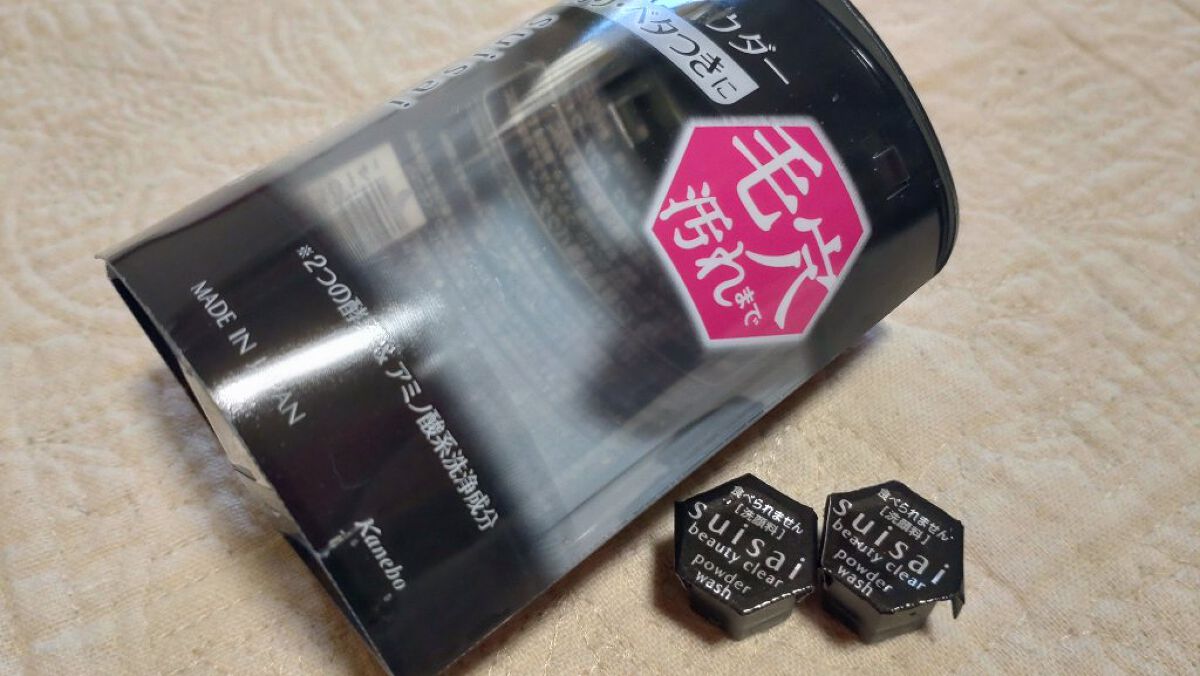 suisai
ウダー
ベタつきに
毛穴
汚れまで
※2つの酵 & アミノ酸系洗浄成分
MADE IN
Kanebo
食べられません
[洗顔料]
suisai
beauty clear
powder
wash
食べられません
[洗顔料]
suisai
beauty clear
powder
wash